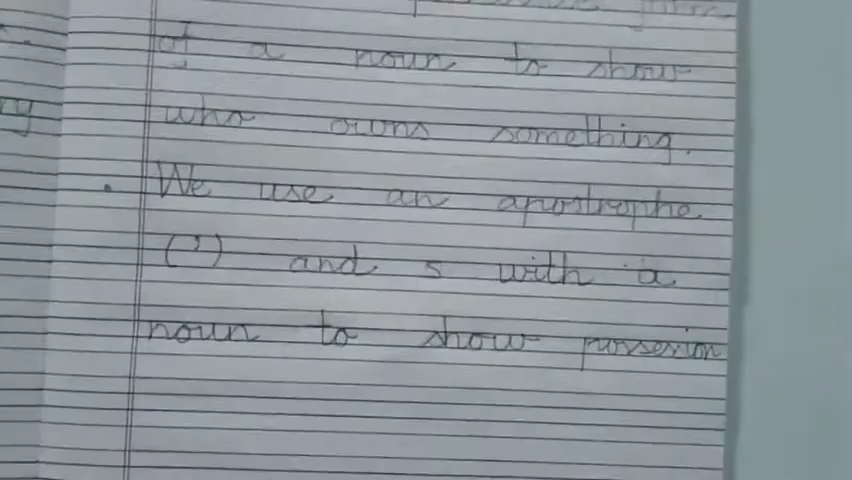 of a noun to show
who owns something.
• We use an apostrophe
(') and s with a
noun to show possession